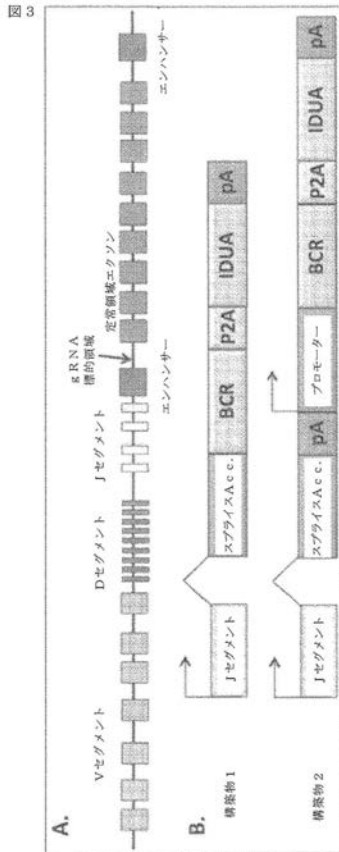 図3
A.
Vセグメント
Dセグメント
Jセグメント
gRNA
標的領域
エンハンサー
定常領域エクソン
エンハンサー
B.
構築物1
Jセグメント
スプライスAcc.
BCR
P2A
IDUA
pA
構築物2
Jセグメント
スプライスAcc.
pA
プロモーター
BCR
P2A
IDUA
pA